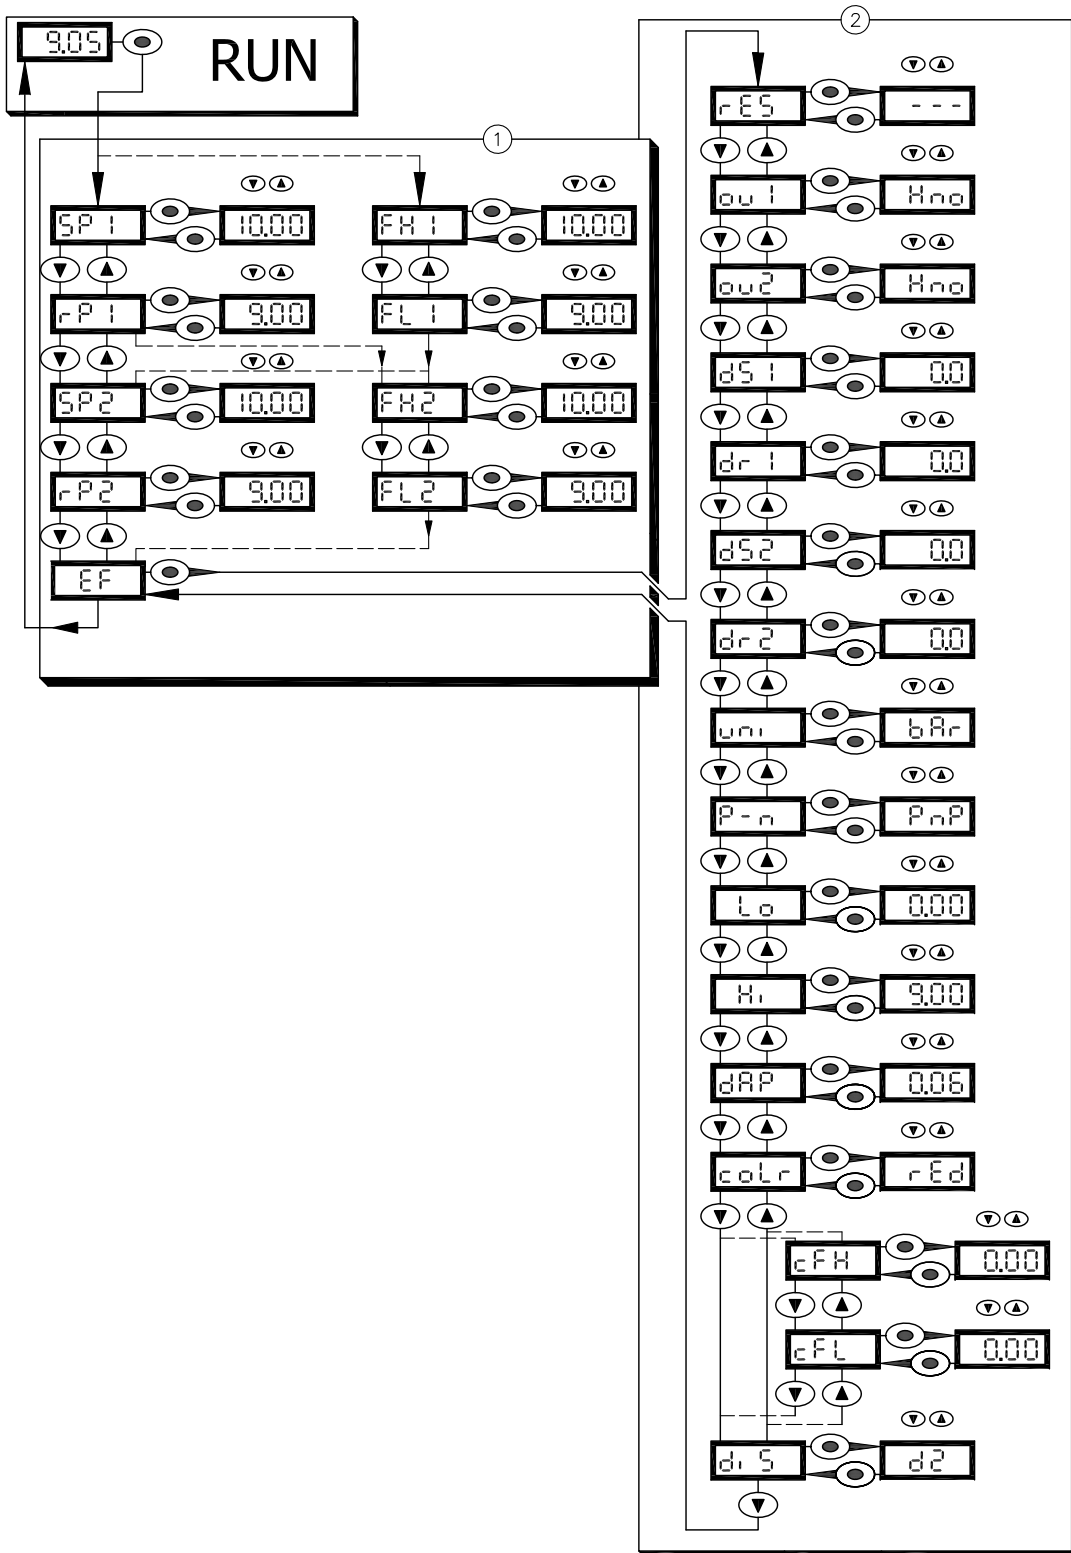 9.05 RUN
1
SP1 10.00 FH1 10.00
rP1 9.00 FL1 9.00
SP2 10.00 FH2 10.00
rP2 9.00 FL2 9.00
EF
2
rES ---
ou1 Hno
ou2 Hno
dS1 0.0
dr1 0.0
dS2 0.0
dr2 0.0
uni bAr
P-n PnP
Lo 0.00
Hi 9.00
dAP 0.06
coLr rEd
cFH 0.00
cFL 0.00
diS d2